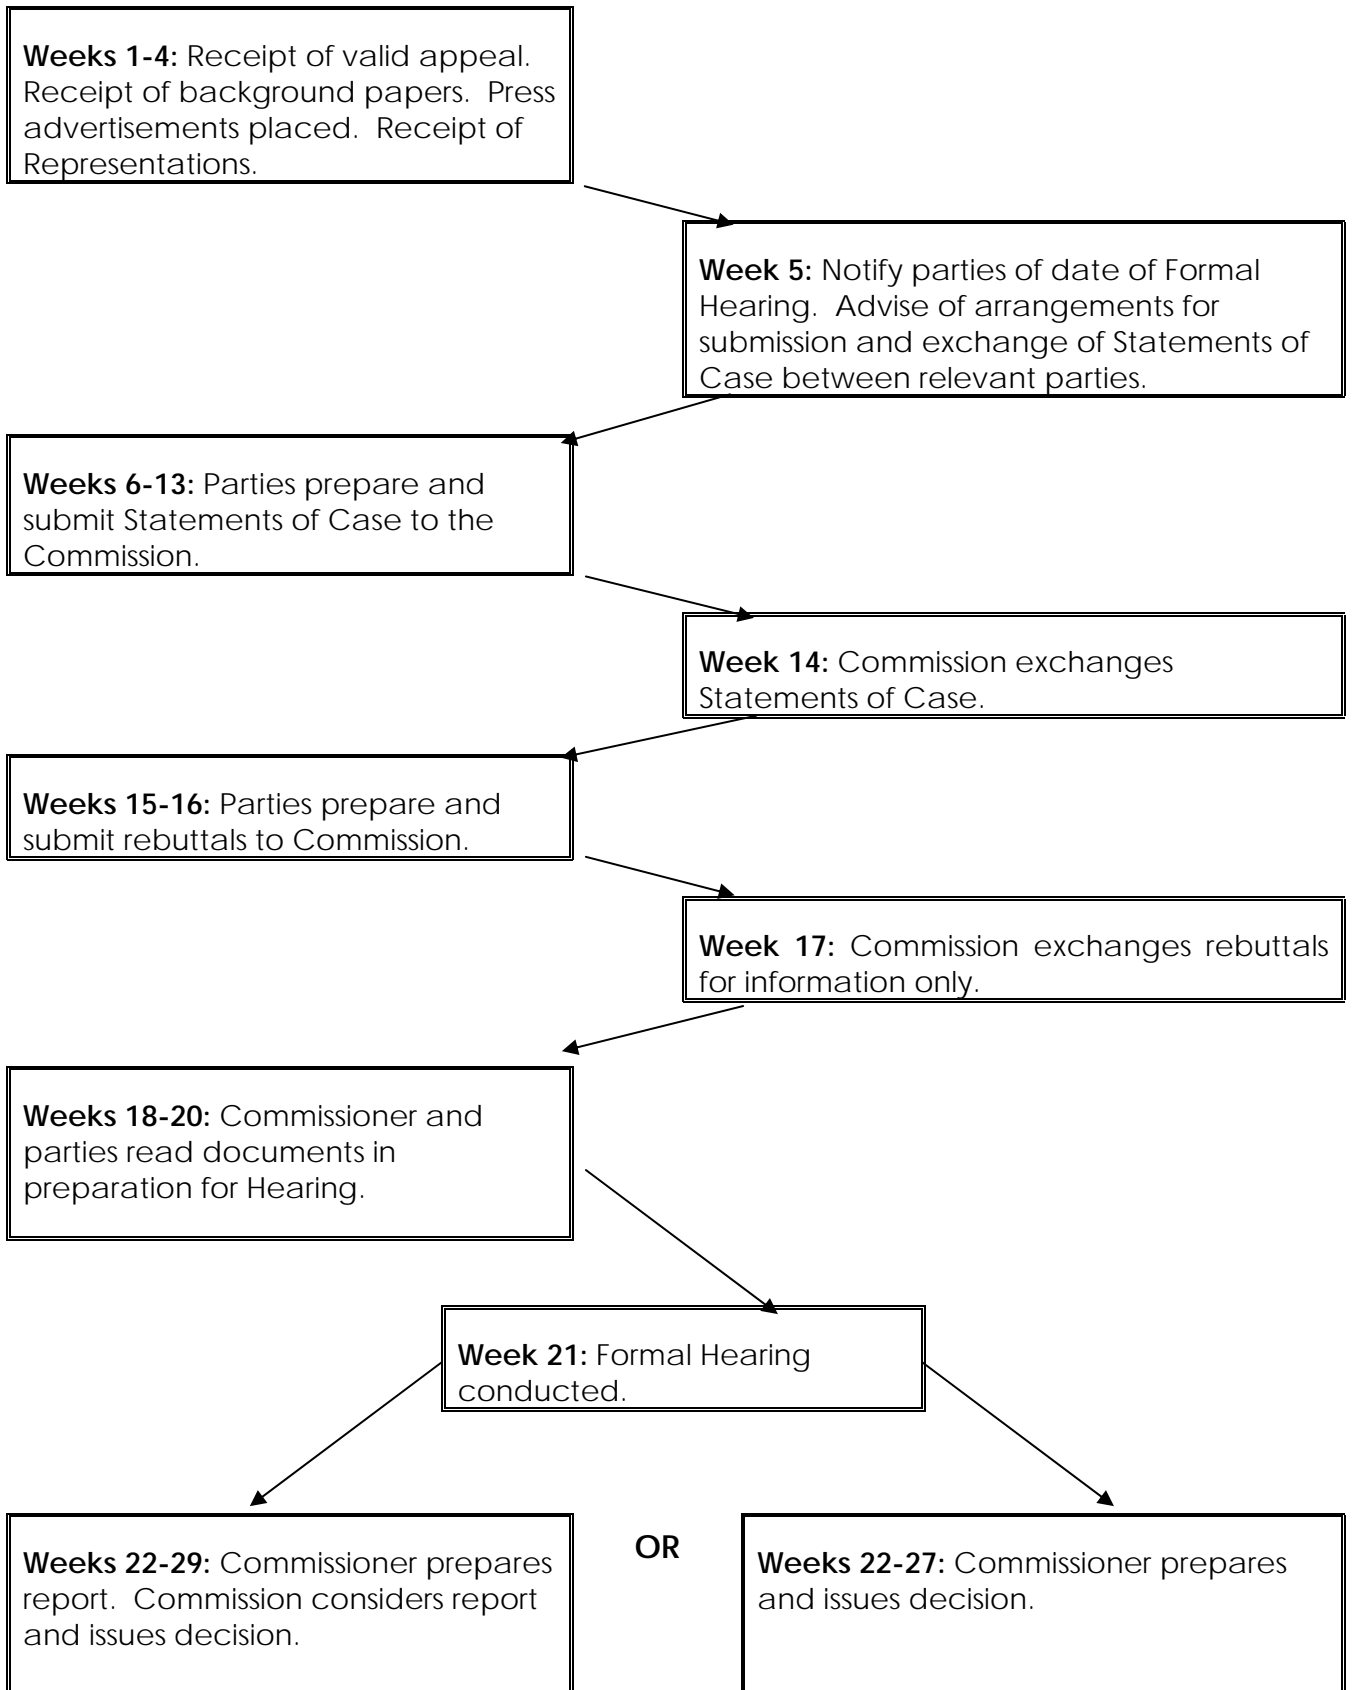 Weeks 1-4: Receipt of valid appeal.
Receipt of background papers. Press
advertisements placed. Receipt of
Representations.
Week 5: Notify parties of date of Formal
Hearing. Advise of arrangements for
submission and exchange of Statements of
Case between relevant parties.
Weeks 6-13: Parties prepare and
submit Statements of Case to the
Commission.
Week 14: Commission exchanges
Statements of Case.
Weeks 15-16: Parties prepare and
submit rebuttals to Commission.
Week 17: Commission exchanges rebuttals
for information only.
Weeks 18-20: Commissioner and
parties read documents in
preparation for Hearing.
Week 21: Formal Hearing
conducted.
Weeks 22-29: Commissioner prepares
report. Commission considers report
and issues decision.
OR
Weeks 22-27: Commissioner prepares
and issues decision.